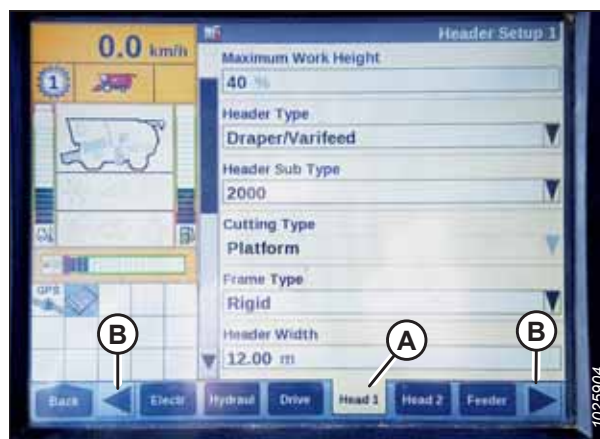 0.0 km/h
Header Setup 1
1
Maximum Work Height
40 %
Header Type
Draper/Varifeed
Header Sub Type
2000
Cutting Type
Platform
Frame Type
Rigid
GPS
Header Width
12.00 m
B
A
B
Back
Electr
Hydraul
Drive
Head 1
Head 2
Feeder
1025904